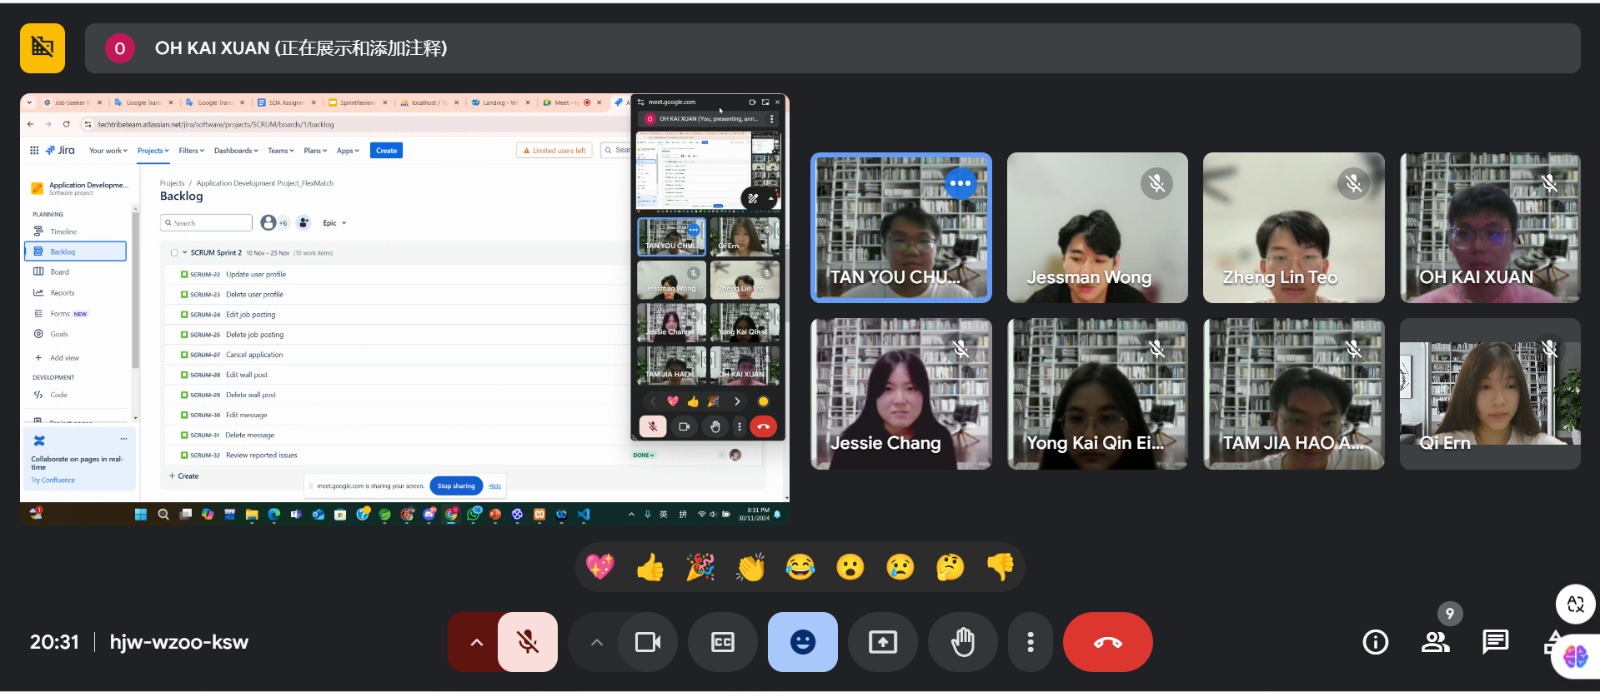 OH KAI XUAN (正在展示和添加注释)
Job-Seeker
Google Trans
Google Trans
SDA Assignm
SprintReview
localhost /
Landing -
Meet -
techtribeteam.atlassian.net/jira/software/projects/SCRUM/boards/1/backlog
Jira
Your work
Projects
Filters
Dashboards
Teams
Plans
Apps
Create
Limited users left
Sear
Application Developme...
Software project
PLANNING
Timeline
Backlog
Board
Reports
Forms NEW
Goals
Add view
DEVELOPMENT
Code
Collaborate on pages in real-
time
Try Confluence
Projects / Application Development Project_FlexMatch
Backlog
Search
+6
Epic
SCRUM Sprint 2 10 Nov – 23 Nov (10 work items)
SCRUM-22 Update user profile
SCRUM-23 Delete user profile
SCRUM-24 Edit job posting
SCRUM-25 Delete job posting
SCRUM-27 Cancel application
SCRUM-28 Edit wall post
SCRUM-29 Delete wall post
SCRUM-30 Edit message
SCRUM-31 Delete message
SCRUM-32 Review reported issues
DONE
+ Create
meet.google.com is sharing your screen.
Stop sharing
Hide
meet.google.com
O
OH KAI XUAN (You, presenting, ann...
TAN YOU CHU...
Qi Ern
Jessman Wong
Zheng Lin Teo
Jessie Chang
Yong Kai Qin
TAM JIA HAO
OH KAI XUAN
英
拼
8:31 PM
30/11/2024
TAN YOU CHU...
Jessman Wong
Zheng Lin Teo
OH KAI XUAN
Jessie Chang
Yong Kai Qin Ei...
TAM JIA HAO A...
Qi Ern
20:31
hjw-wzoo-ksw
CC
9